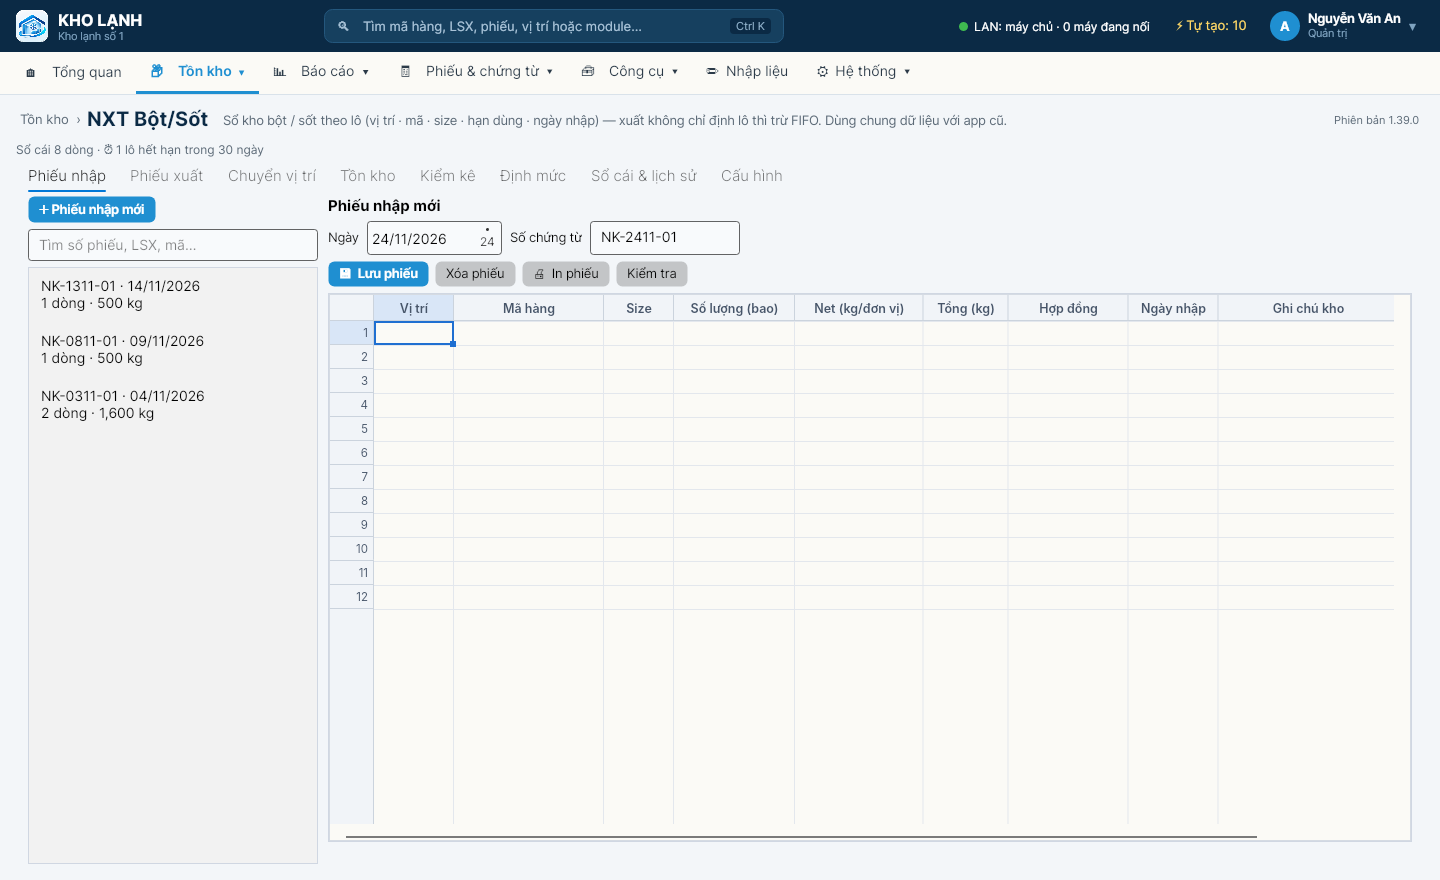 KHO LẠNH
Kho lạnh số 1
Tìm mã hàng, LSX, phiếu, vị trí hoặc module... Ctrl K
LAN: máy chủ · 0 máy đang nối
⚡ Tự tạo: 10
A
Nguyễn Văn An
Quản trị
Tổng quan
Tồn kho
Báo cáo
Phiếu & chứng từ
Công cụ
Nhập liệu
Hệ thống
Tồn kho › NXT Bột/Sốt
Sổ kho bột / sốt theo lô (vị trí · mã · size · hạn dùng · ngày nhập) — xuất không chỉ định lô thì trừ FIFO. Dùng chung dữ liệu với app cũ.
Phiên bản 1.39.0
Sổ cái 8 dòng · ⏰ 1 lô hết hạn trong 30 ngày
Phiếu nhập
Phiếu xuất
Chuyển vị trí
Tồn kho
Kiểm kê
Định mức
Sổ cái & lịch sử
Cấu hình
+ Phiếu nhập mới
Tìm số phiếu, LSX, mã...
NK-1311-01 · 14/11/2026
1 dòng · 500 kg
NK-0811-01 · 09/11/2026
1 dòng · 500 kg
NK-0311-01 · 04/11/2026
2 dòng · 1,600 kg
Phiếu nhập mới
Ngày 24/11/2026 24 Số chứng từ NK-2411-01
Lưu phiếu
Xóa phiếu
In phiếu
Kiểm tra
Vị trí Mã hàng Size Số lượng (bao) Net (kg/đơn vị) Tổng (kg) Hợp đồng Ngày nhập Ghi chú kho
1
2
3
4
5
6
7
8
9
10
11
12